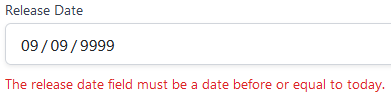 Release Date
09/09/9999
The release date field must be a date before or equal to today.